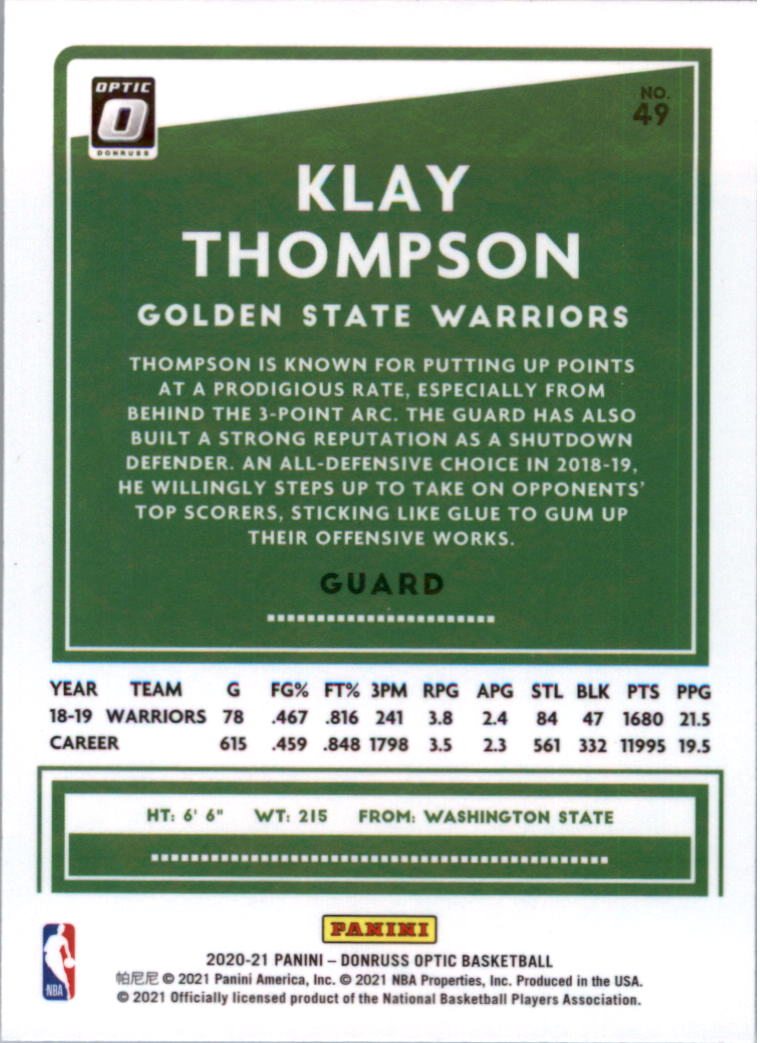 OPTIC
O
DONRUSS
NO.
49
KLAY
THOMPSON
GOLDEN STATE WARRIORS
THOMPSON IS KNOWN FOR PUTTING UP POINTS
AT A PRODIGIOUS RATE, ESPECIALLY FROM
BEHIND THE 3-POINT ARC. THE GUARD HAS ALSO
BUILT A STRONG REPUTATION AS A SHUTDOWN
DEFENDER. AN ALL-DEFENSIVE CHOICE IN 2018-19,
HE WILLINGLY STEPS UP TO TAKE ON OPPONENTS'
TOP SCORERS, STICKING LIKE GLUE TO GUM UP
THEIR OFFENSIVE WORKS.
GUARD
YEAR TEAM G FG% FT% 3PM RPG APG STL BLK PTS PPG
18-19 WARRIORS 78 .467 .816 241 3.8 2.4 84 47 1680 21.5
CAREER 615 .459 .848 1798 3.5 2.3 561 332 11995 19.5
HT: 6' 6" WT: 215 FROM: WASHINGTON STATE
PANINI
2020-21 PANINI – DONRUSS OPTIC BASKETBALL
帕尼尼 © 2021 Panini America, Inc. © 2021 NBA Properties, Inc. Produced in the USA.
© 2021 Officially licensed product of the National Basketball Players Association.
NBA